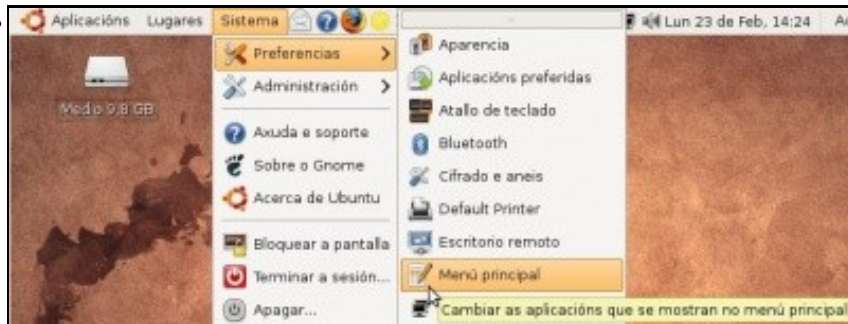 Aplicacións Lugares Sistema Lun 23 de Feb, 14:24
Medio 9,8 GB
Preferencias
Administración
Axuda e soporte
Sobre o Gnome
Acerca de Ubuntu
Bloquear a pantalla
Terminar a sesión...
Apagar...
Aparencia
Aplicacións preferidas
Atallo de teclado
Bluetooth
Cifrado e aneis
Default Printer
Escritorio remoto
Menú principal
Cambiar as aplicacións que se mostran no menú principal